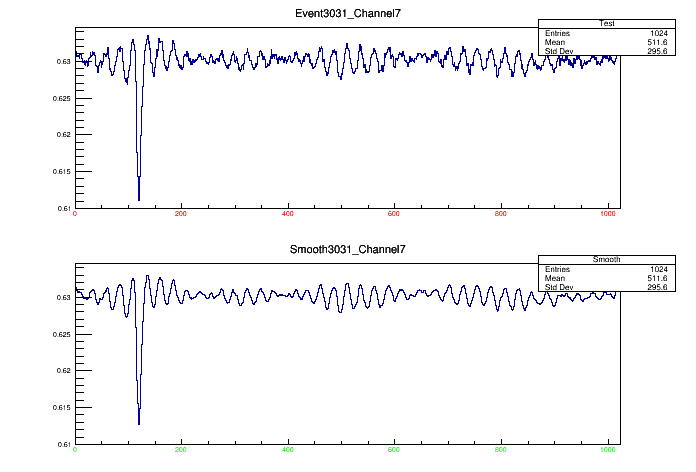 Event3031_Channel7
Test
Entries 1024
Mean 511.6
Std Dev 295.6
0.63
0.625
0.62
0.615
0.61
0 200 400 600 800 1000
Smooth3031_Channel7
Smooth
Entries 1024
Mean 511.6
Std Dev 295.6
0.63
0.625
0.62
0.615
0.61
0 200 400 600 800 1000